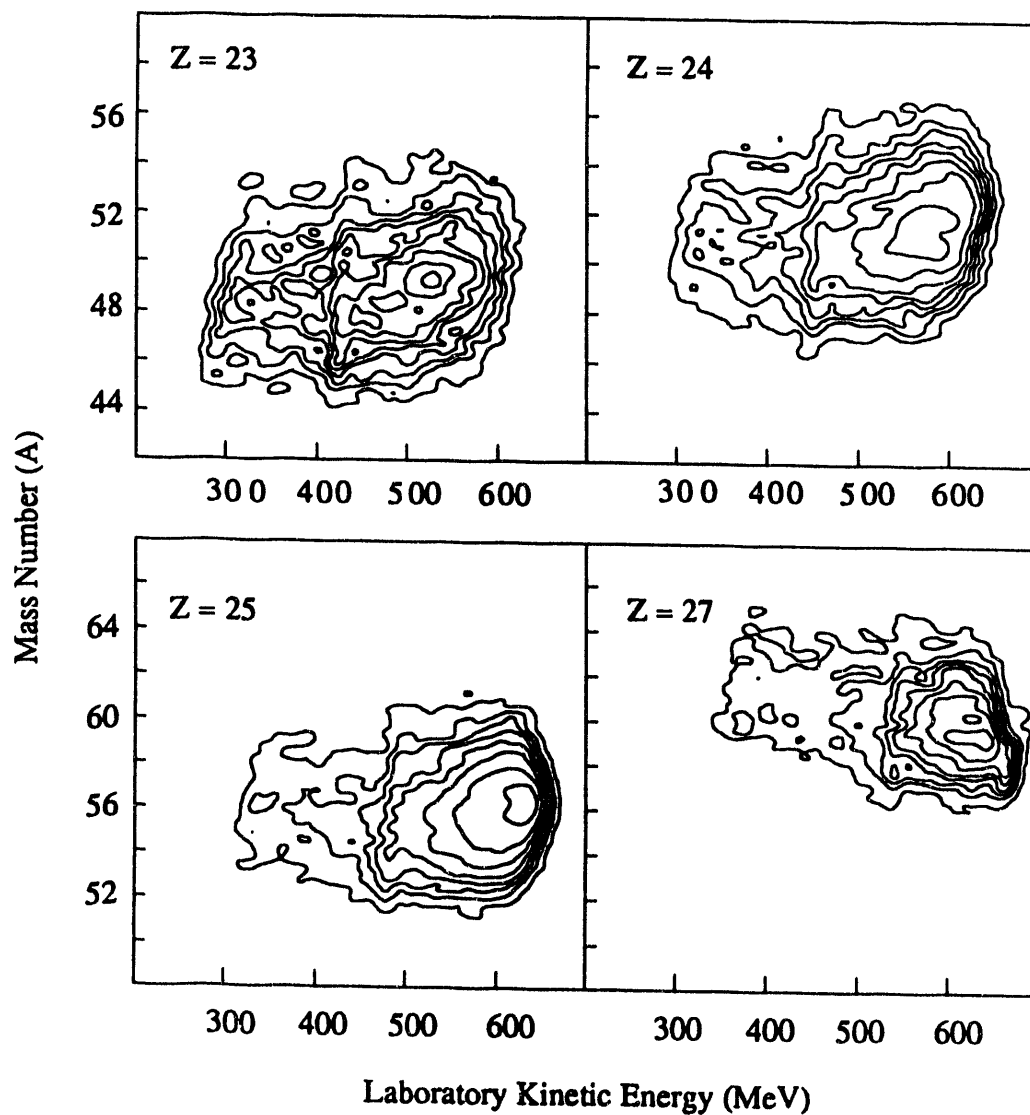 Z = 23
Z = 24
56
52
48
44
300 400 500 600
300 400 500 600
Mass Number (A)
Z = 25
Z = 27
64
60
56
52
300 400 500 600
300 400 500 600
Laboratory Kinetic Energy (MeV)